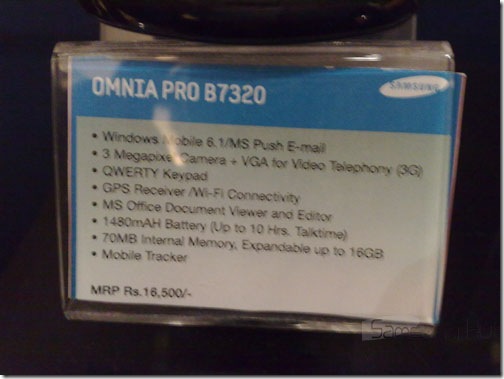 OMNIA PRO B7320
SAMSUNG
• Windows Mobile 6.1/MS Push E-mail
• 3 Megapixel Camera + VGA for Video Telephony (3G)
• QWERTY Keypad
• GPS Receiver /Wi-Fi Connectivity
• MS Office Document Viewer and Editor
• 1480mAH Battery (Up to 10 Hrs. Talktime)
• 70MB Internal Memory, Expandable up to 16GB
• Mobile Tracker
MRP Rs.16,500/-